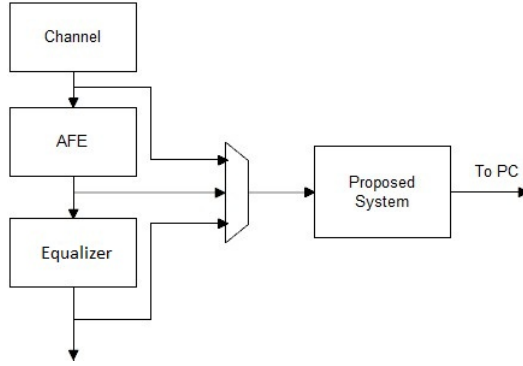 Channel
AFE
Equalizer
Proposed
System
To PC